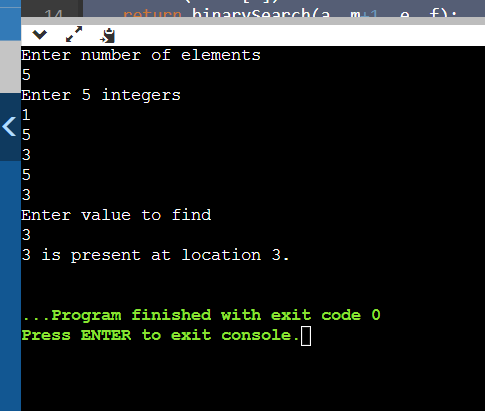 14 return binarySearch(a, m+1, e, f);
Enter number of elements
5
Enter 5 integers
1
5
3
5
3
Enter value to find
3
3 is present at location 3.
...Program finished with exit code 0
Press ENTER to exit console.